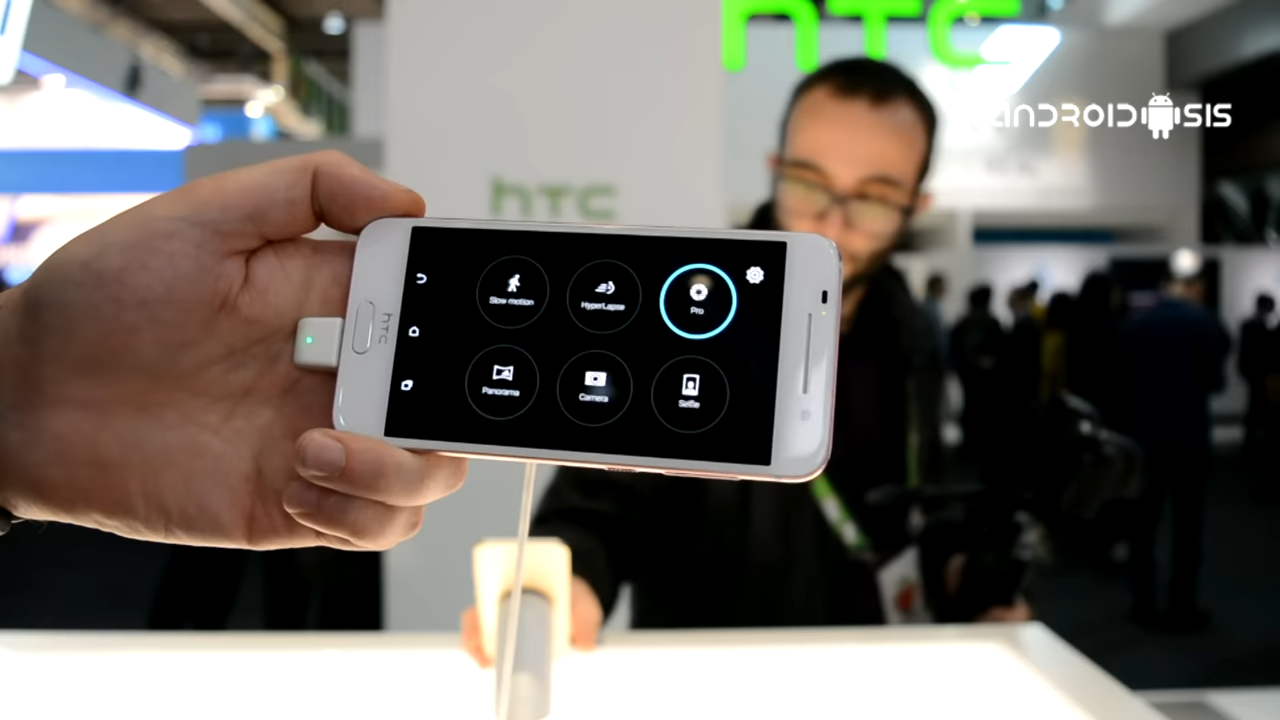 hTC
ANDROIDSIS
hTC
Slow motion
HyperLapse
Pro
hTC
Panorama
Camera
Selfie